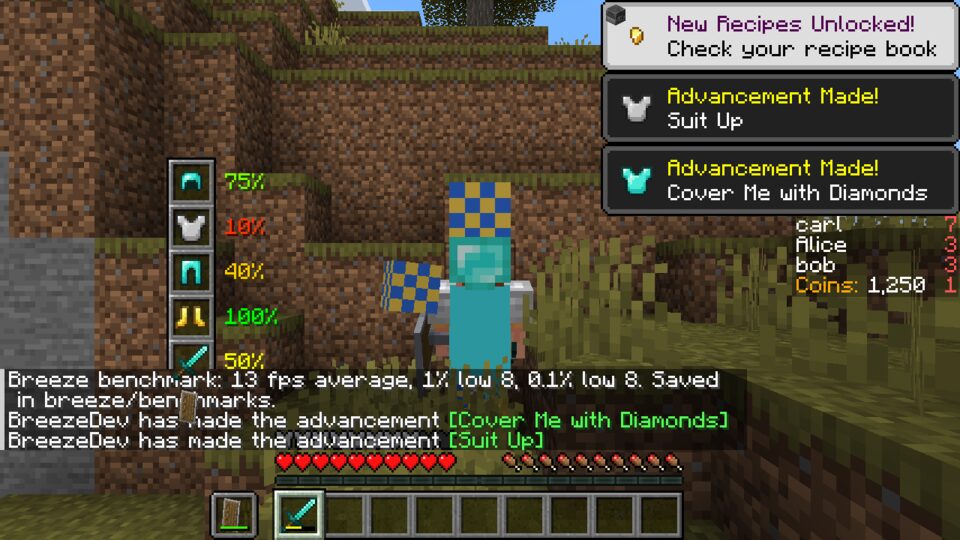 New Recipes Unlocked!
Check your recipe book
Advancement Made!
Suit Up
Advancement Made!
Cover Me with Diamonds
75%
10%
40%
100%
50%
carl 7
Alice 3
bob 3
Coins: 1,250 1
Breeze benchmark: 13 fps average, 1% low 8, 0.1% low 8. Saved
in breeze/benchmarks.
BreezeDev has made the advancement [Cover Me with Diamonds]
BreezeDev has made the advancement [Suit Up]